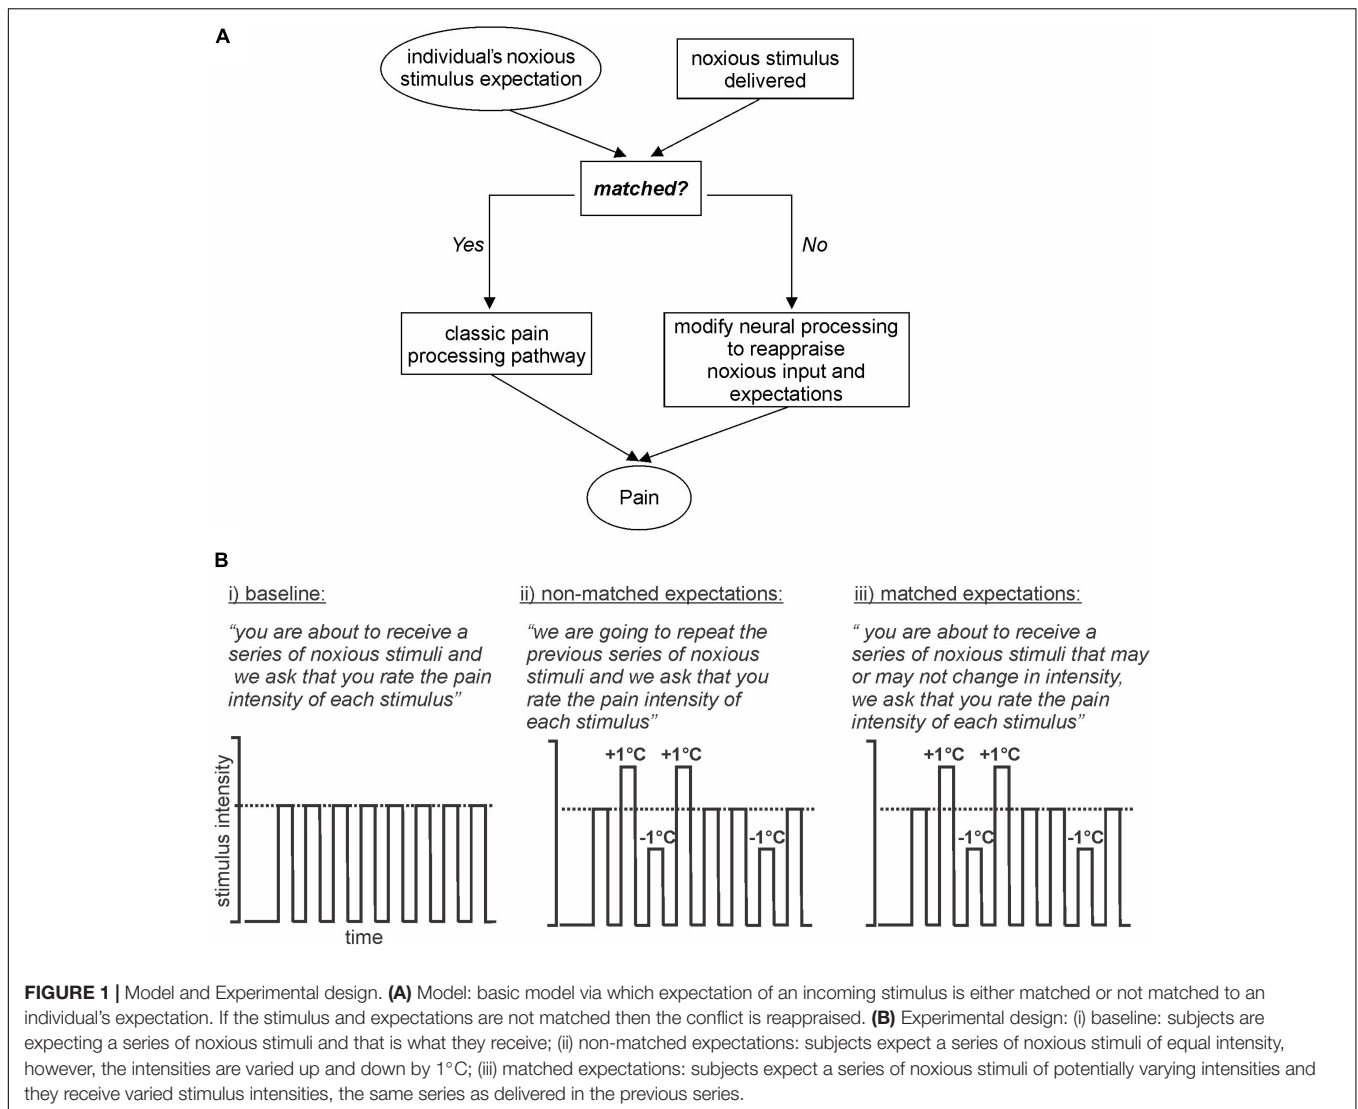 A
individual's noxious
stimulus expectation
noxious stimulus
delivered
matched?
Yes
No
classic pain
processing pathway
modify neural processing
to reappraise
noxious input and
expectations
Pain
B
i) baseline:
"you are about to receive a
series of noxious stimuli and
we ask that you rate the pain
intensity of each stimulus"
stimulus intensity
time
ii) non-matched expectations:
"we are going to repeat the
previous series of noxious
stimuli and we ask that you
rate the pain intensity of
each stimulus"
+1°C +1°C
-1°C -1°C
iii) matched expectations:
" you are about to receive a
series of noxious stimuli that may
or may not change in intensity,
we ask that you rate the pain
intensity of each stimulus"
+1°C +1°C
-1°C -1°C
FIGURE 1 | Model and Experimental design. (A) Model: basic model via which expectation of an incoming stimulus is either matched or not matched to an
individual's expectation. If the stimulus and expectations are not matched then the conflict is reappraised. (B) Experimental design: (i) baseline: subjects are
expecting a series of noxious stimuli and that is what they receive; (ii) non-matched expectations: subjects expect a series of noxious stimuli of equal intensity,
however, the intensities are varied up and down by 1°C; (iii) matched expectations: subjects expect a series of noxious stimuli of potentially varying intensities and
they receive varied stimulus intensities, the same series as delivered in the previous series.